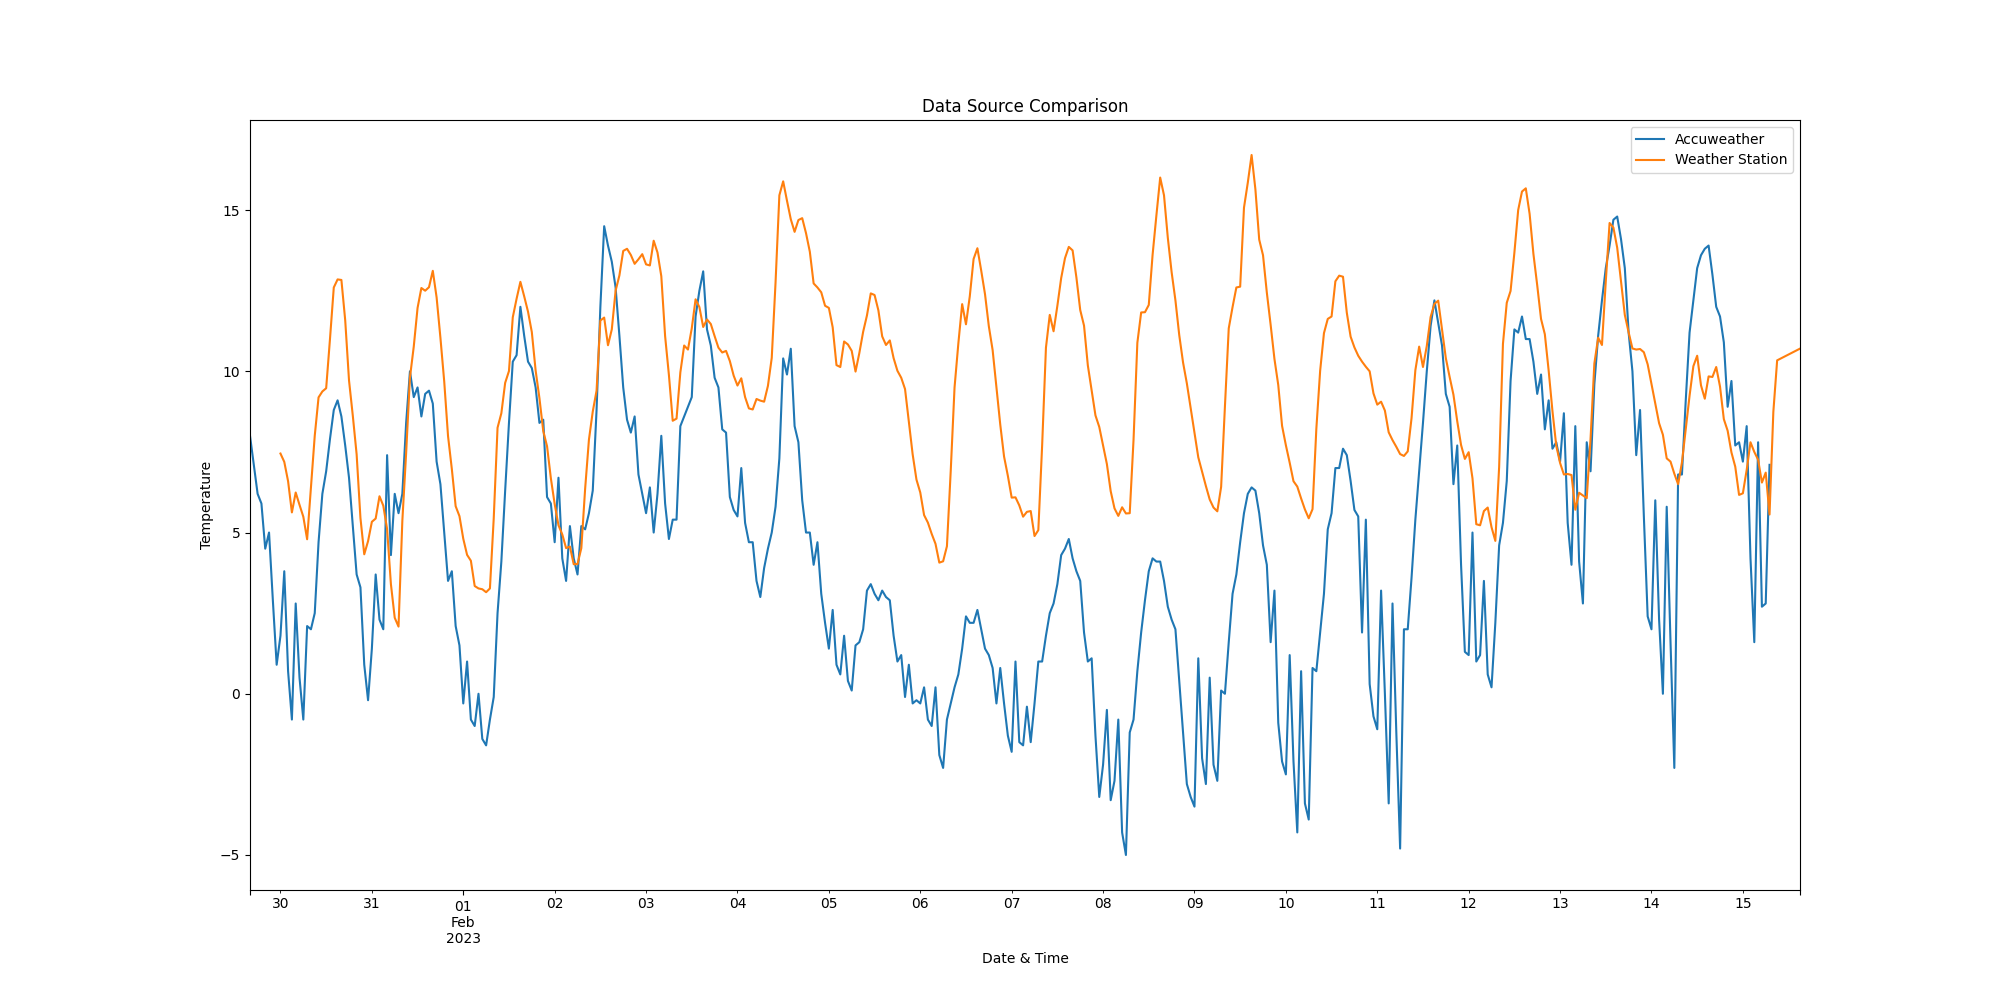 Data Source Comparison
Accuweather
Weather Station
Temperature
15
10
5
0
−5
30 31 01 02 03 04 05 06 07 08 09 10 11 12 13 14 15
Feb
2023
Date & Time